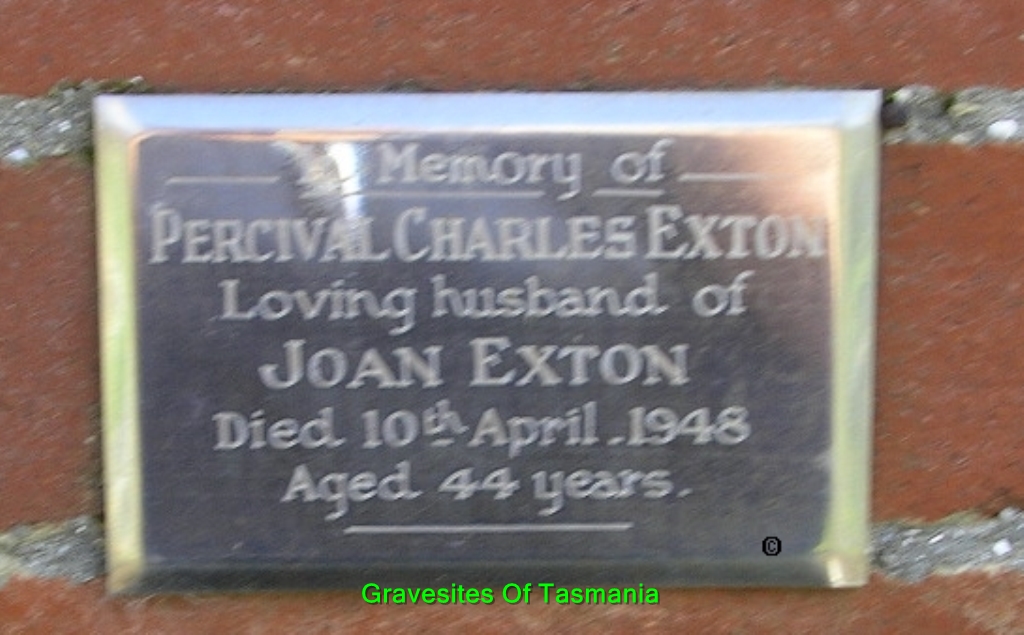 In Memory of
PERCIVAL CHARLES EXTON
Loving husband of
JOAN EXTON
Died 10th April. 1948
Aged 44 years.
©
Gravesites Of Tasmania